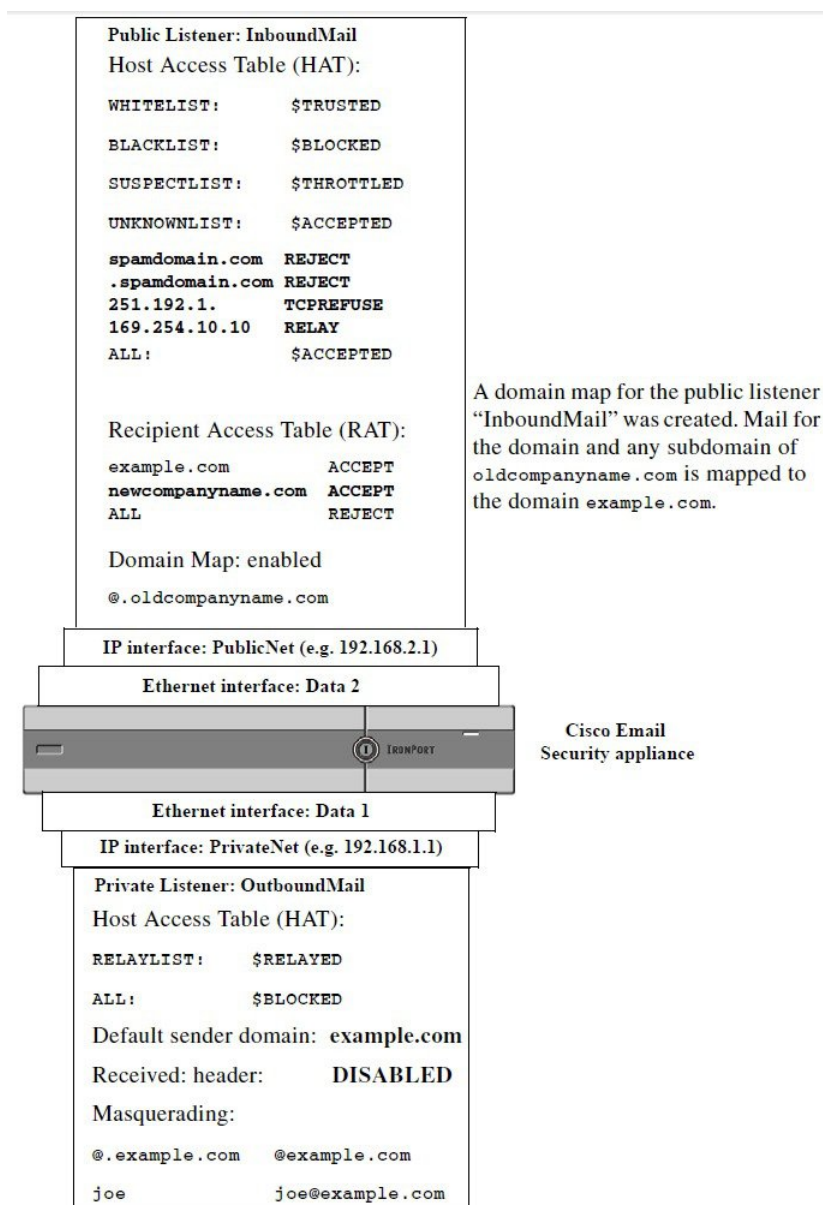 Public Listener: InboundMail
Host Access Table (HAT):
WHITELIST: $TRUSTED
BLACKLIST: $BLOCKED
SUSPECTLIST: $THROTTLED
UNKNOWNLIST: $ACCEPTED
spamdomain.com REJECT
.spamdomain.com REJECT
251.192.1. TCPREFUSE
169.254.10.10 RELAY
ALL: $ACCEPTED
Recipient Access Table (RAT):
example.com ACCEPT
newcompanyname.com ACCEPT
ALL REJECT
Domain Map: enabled
@.oldcompanyname.com
A domain map for the public listener
“InboundMail” was created. Mail for
the domain and any subdomain of
oldcompanyname.com is mapped to
the domain example.com.
IP interface: PublicNet (e.g. 192.168.2.1)
Ethernet interface: Data 2
IRONPORT
Cisco Email
Security appliance
Ethernet interface: Data 1
IP interface: PrivateNet (e.g. 192.168.1.1)
Private Listener: OutboundMail
Host Access Table (HAT):
RELAYLIST: $RELAYED
ALL: $BLOCKED
Default sender domain: example.com
Received: header: DISABLED
Masquerading:
@.example.com @example.com
joe joe@example.com